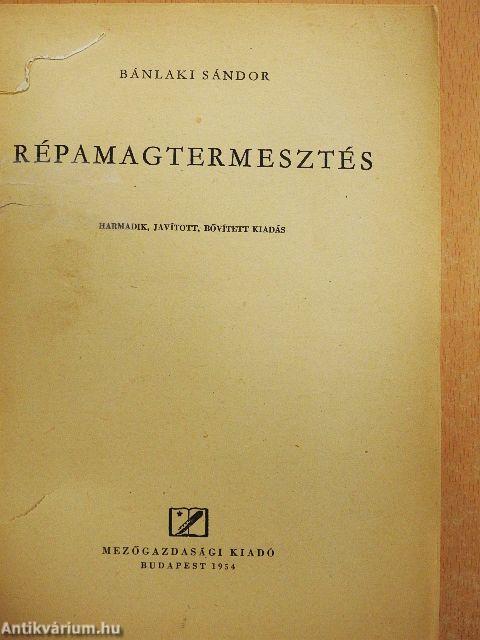 BÁNLAKI SÁNDOR
RÉPAMAGTERMESZTÉS
HARMADIK, JAVÍTOTT, BŐVÍTETT KIADÁS
MEZŐGAZDASÁGI KIADÓ
BUDAPEST 1954
Antikvárium.hu